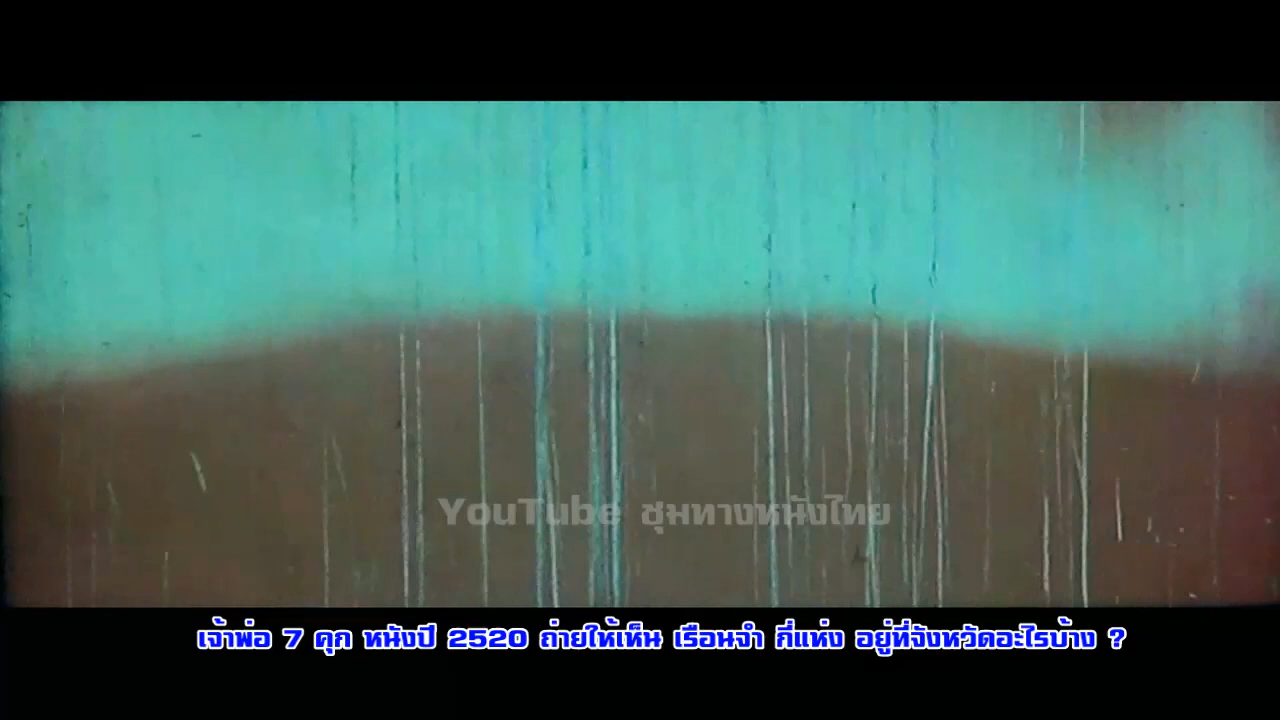 YouTube ชุมทางหนังไทย
เจ้าพ่อ 7 คุก หนังปี 2520 ถ่ายให้เห็น เรือนจำ กี่แห่ง อยู่ที่จังหวัดอะไรบ้าง ?